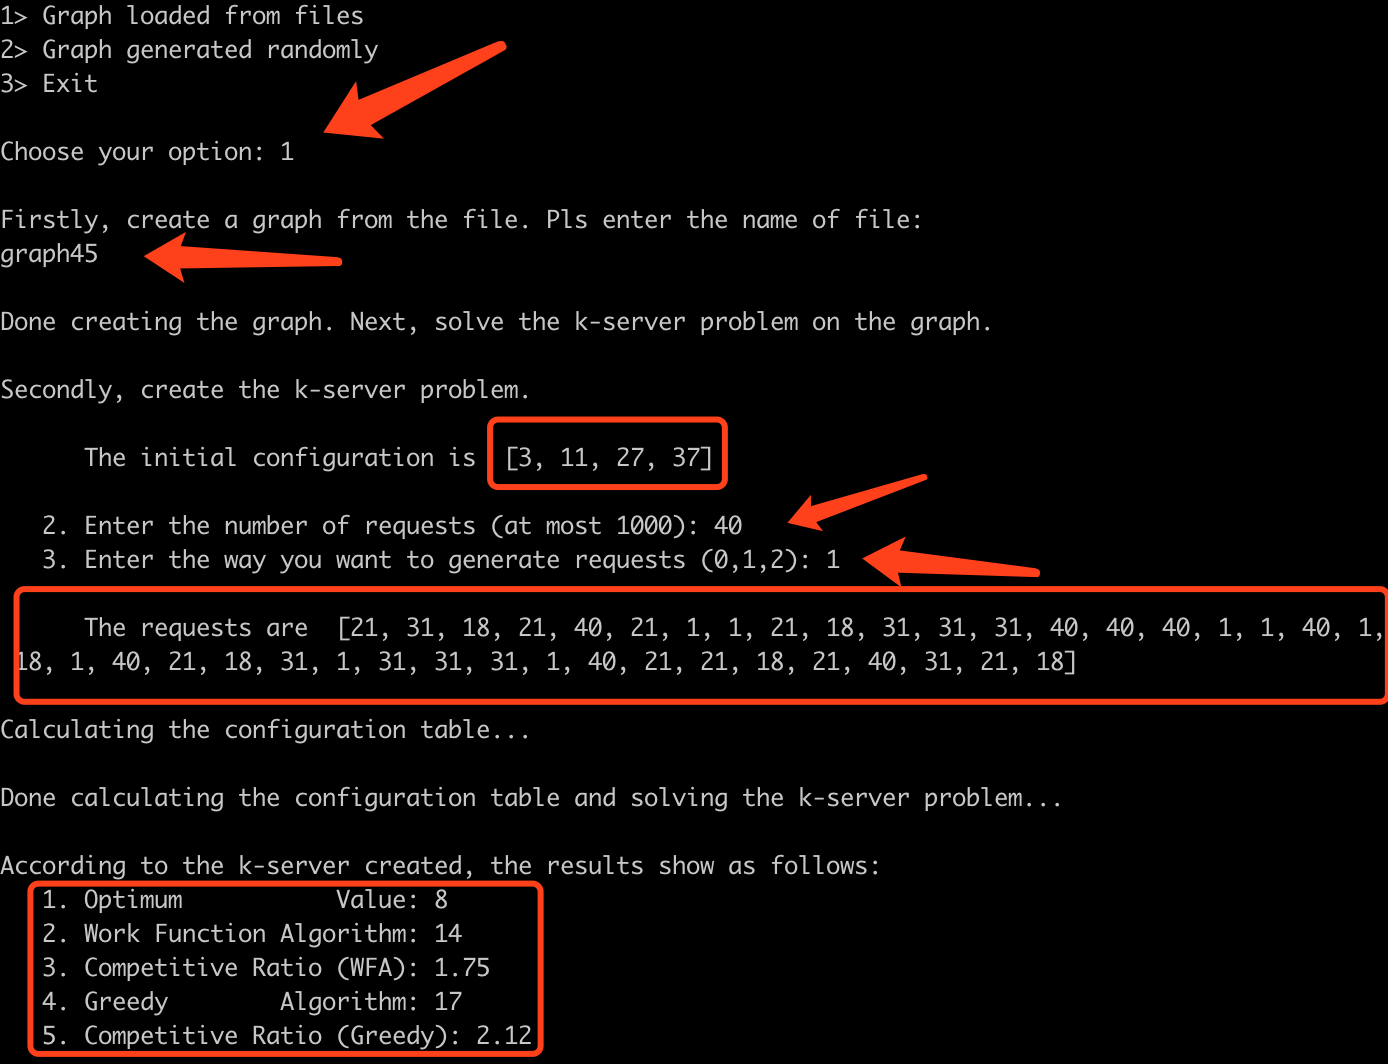 1> Graph loaded from files
2> Graph generated randomly
3> Exit
Choose your option: 1
Firstly, create a graph from the file. Pls enter the name of file:
graph45
Done creating the graph. Next, solve the k-server problem on the graph.
Secondly, create the k-server problem.
The initial configuration is [3, 11, 27, 37]
2. Enter the number of requests (at most 1000): 40
3. Enter the way you want to generate requests (0,1,2): 1
The requests are [21, 31, 18, 21, 40, 21, 1, 1, 21, 18, 31, 31, 31, 40, 40, 40, 1, 1, 40, 1,
18, 1, 40, 21, 18, 31, 1, 31, 31, 31, 1, 40, 21, 21, 18, 21, 40, 31, 21, 18]
Calculating the configuration table...
Done calculating the configuration table and solving the k-server problem...
According to the k-server created, the results show as follows:
1. Optimum Value: 8
2. Work Function Algorithm: 14
3. Competitive Ratio (WFA): 1.75
4. Greedy Algorithm: 17
5. Competitive Ratio (Greedy): 2.12